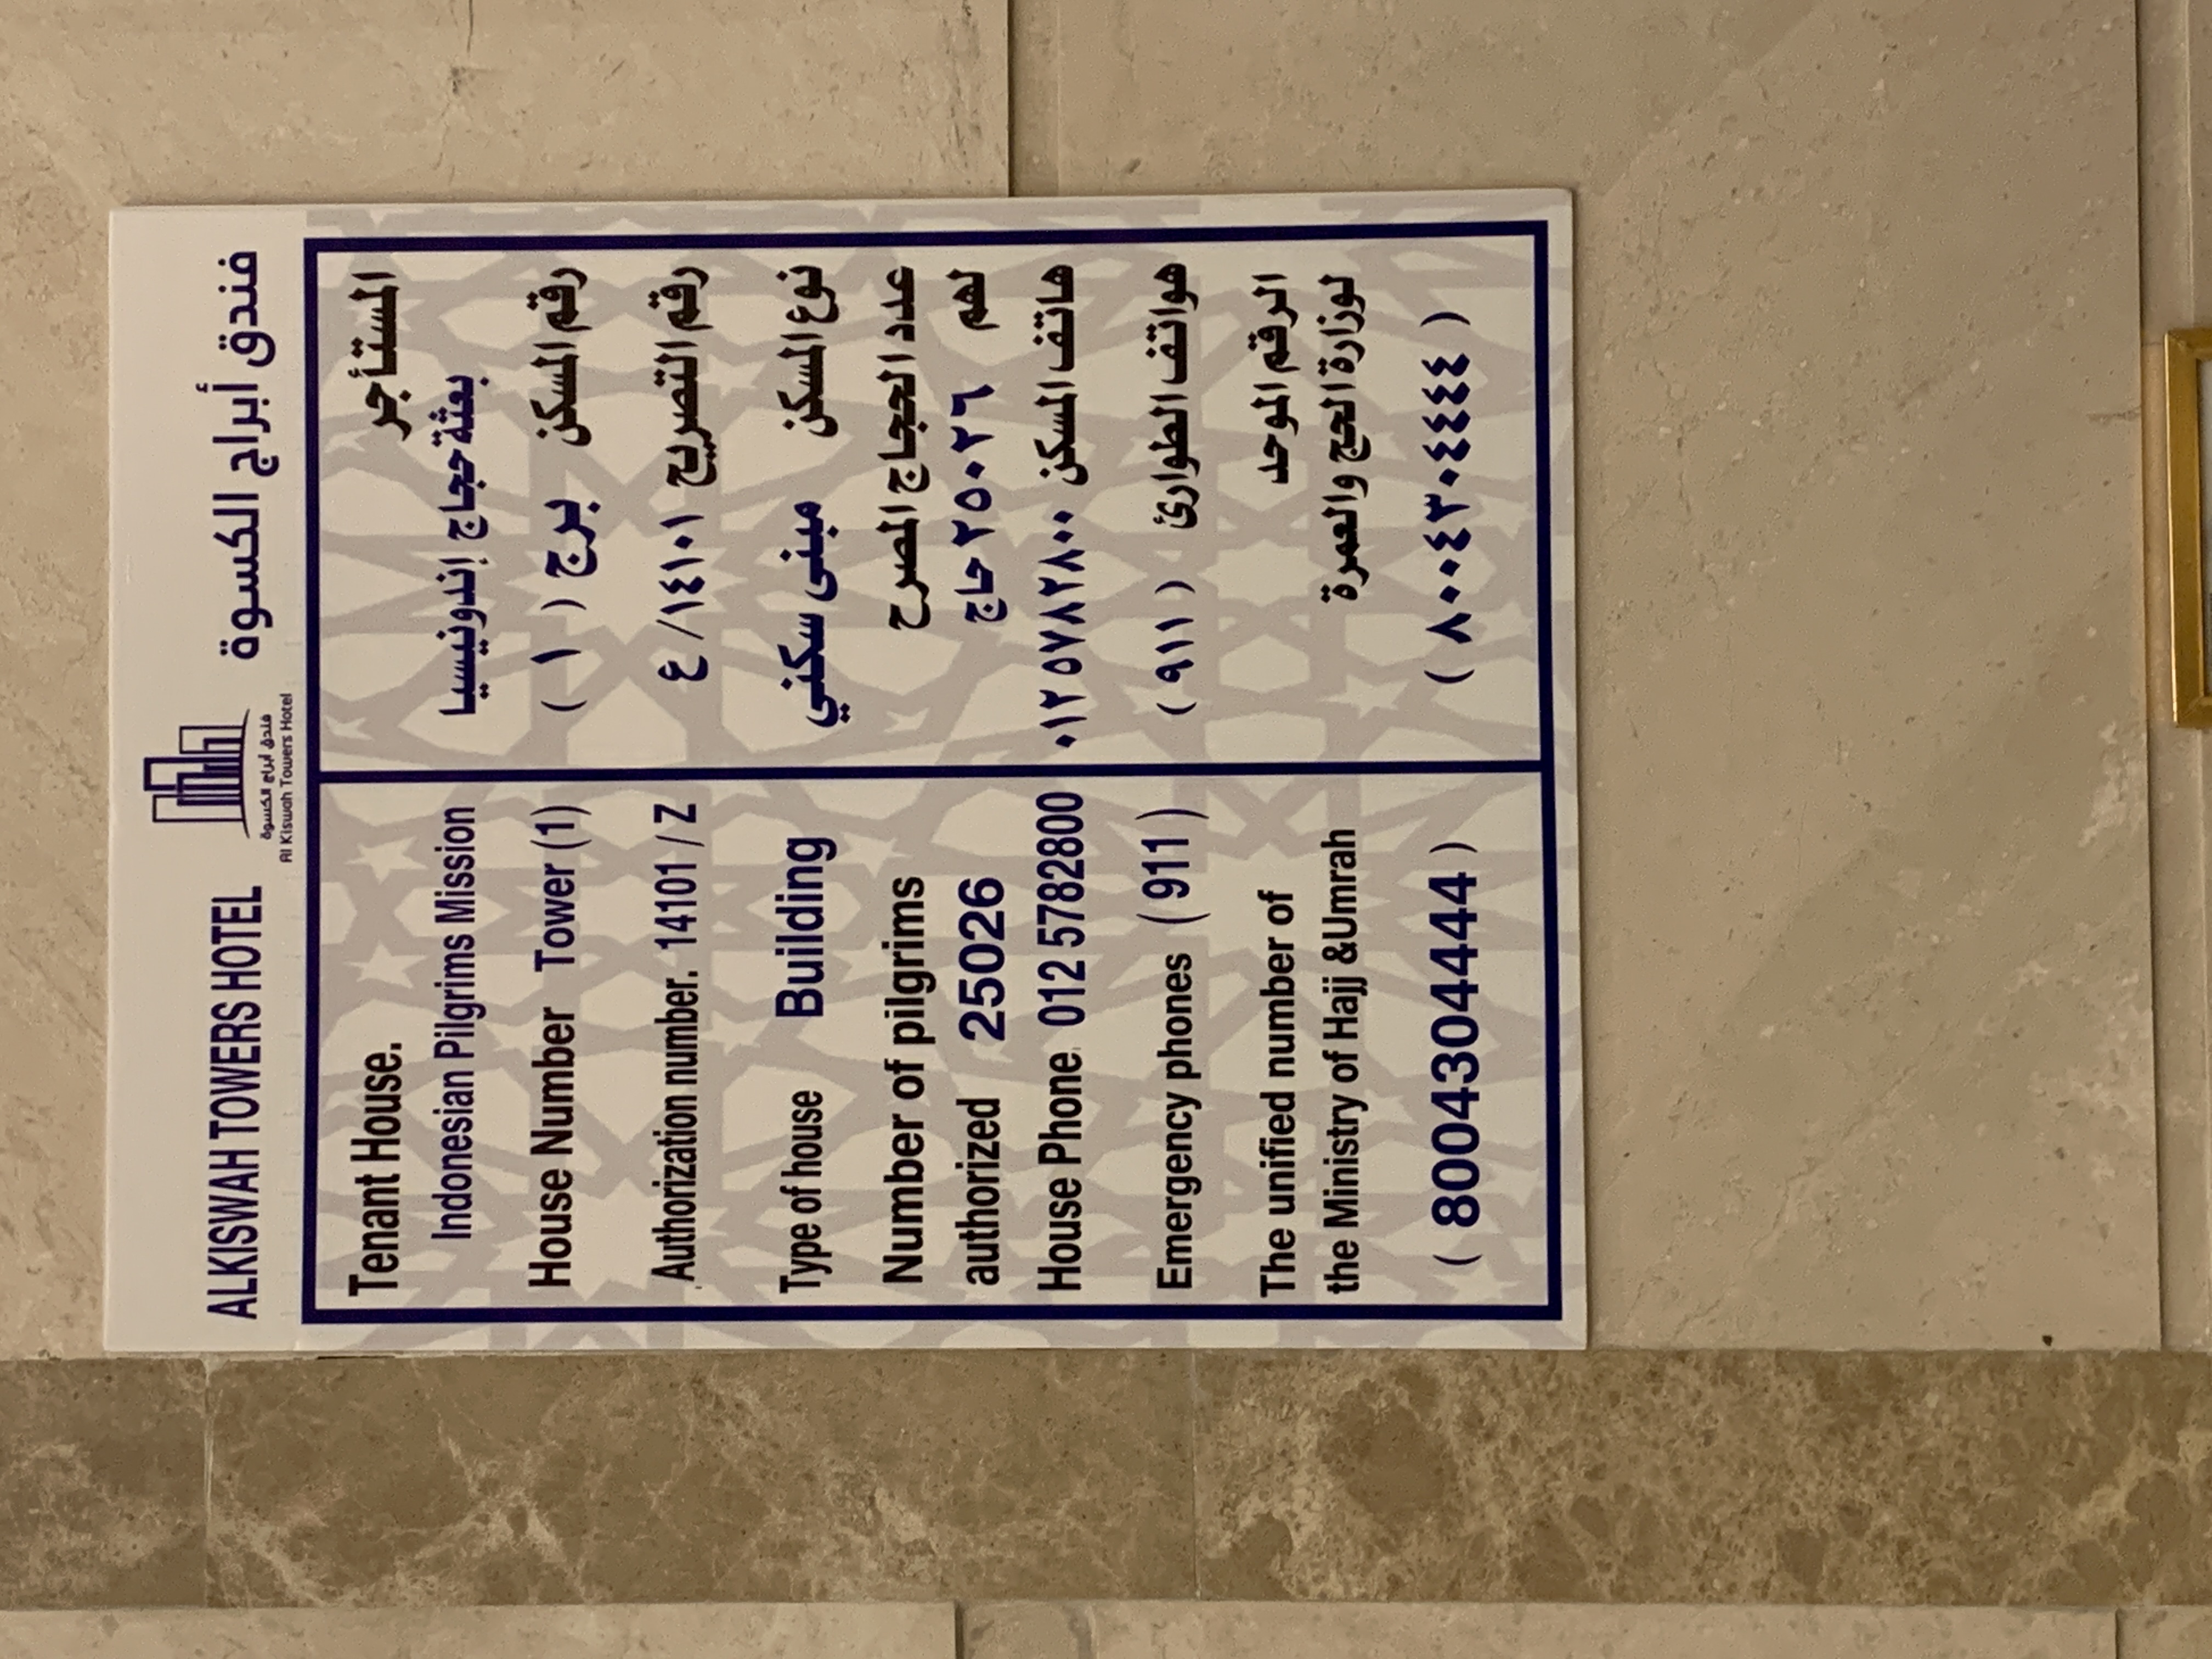 ALKISWAH TOWERS HOTEL
فندق أبراج الكسوة
فندق أبراج الكسوة
Al Kiswah Towers Hotel
Tenant House.
Indonesian Pilgrims Mission
House Number Tower (1)
Authorization number. 14101 / Z
Type of house Building
Number of pilgrims
authorized 25026
House Phone 012 5782800
Emergency phones (911)
The unified number of
the Ministry of Hajj &Umrah
( 8004304444 )
المستأجر
بعثة حجاج إندونيسيا
رقم المسكن برج ( ١ )
رقم التصريح ١٤١٠١/ ع
نوع المسكن مبنى سكني
عدد الحجاج المصرح
لهم ٢٥٠٢٦ حاج
هاتف المسكن ٠١٢ ٥٧٨٢٨٠٠
هواتف الطوارئ ( ٩١١ )
الرقم الموحد
لوزارة الحج والعمرة
( ٨٠٠٤٣٠٤٤٤٤ )